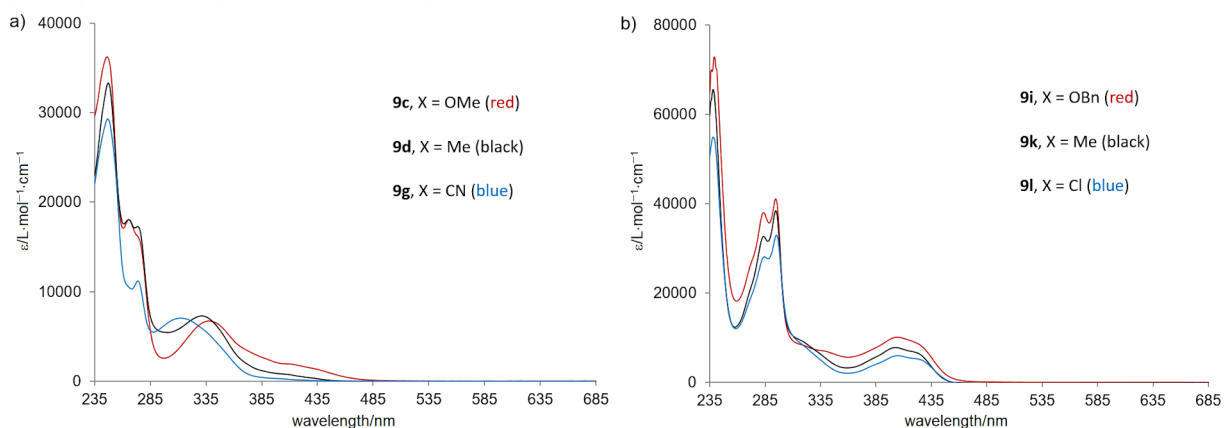 a)
40000
30000
20000
10000
0
ε/L·mol⁻¹·cm⁻¹
9c, X = OMe (red)
9d, X = Me (black)
9g, X = CN (blue)
235 285 335 385 435 485 535 585 635 685
wavelength/nm
b)
80000
60000
40000
20000
0
ε/L·mol⁻¹·cm⁻¹
9i, X = OBn (red)
9k, X = Me (black)
9l, X = Cl (blue)
235 285 335 385 435 485 535 585 635 685
wavelength/nm